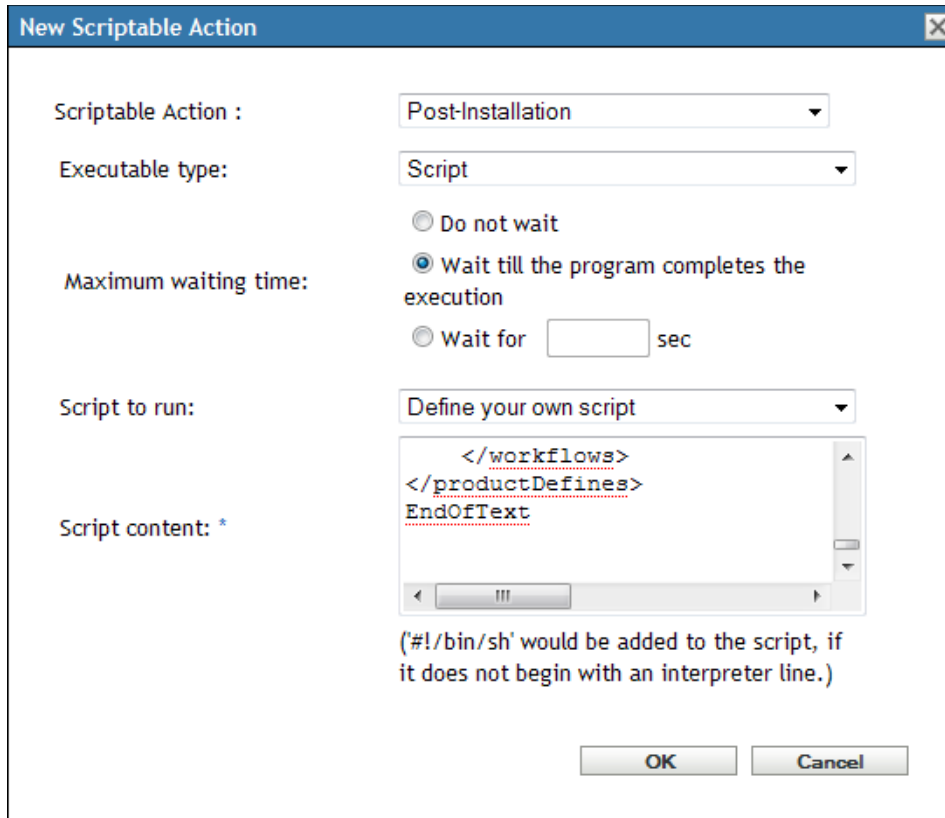 New Scriptable Action
Scriptable Action :
Post-Installation
Executable type:
Script
Maximum waiting time:
Do not wait
Wait till the program completes the
execution
Wait for
sec
Script to run:
Define your own script
Script content: *
</workflows>
</productDefines>
EndOfText
('#!/bin/sh' would be added to the script, if
it does not begin with an interpreter line.)
OK
Cancel